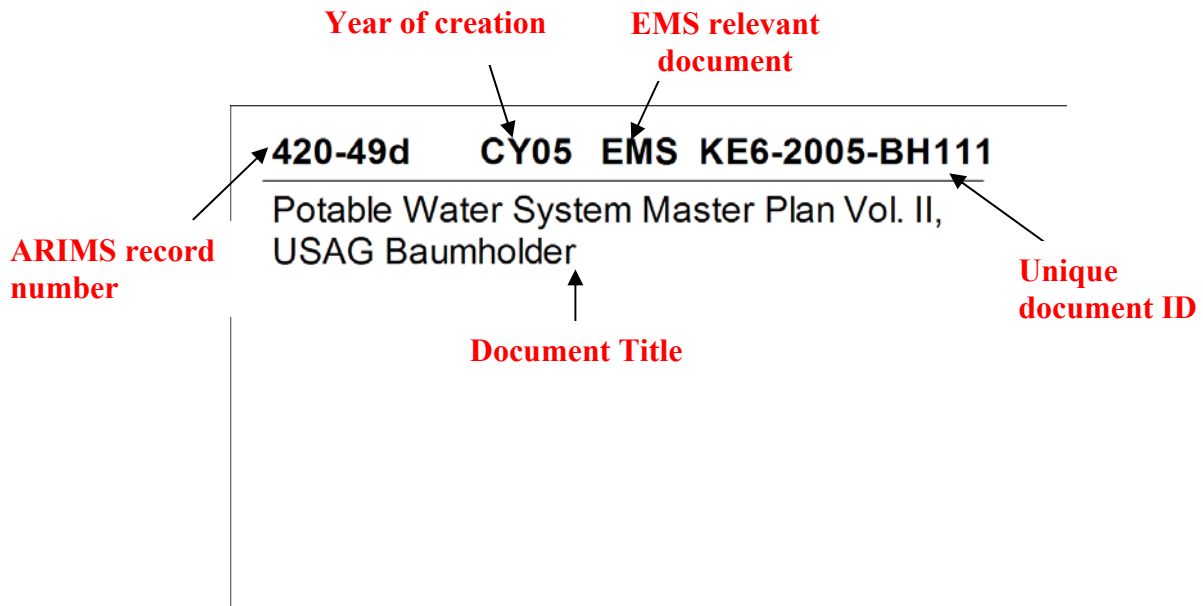 Year of creation
EMS relevant
document
420-49d CY05 EMS KE6-2005-BH111
Potable Water System Master Plan Vol. II,
USAG Baumholder
ARIMS record
number
Unique
document ID
Document Title